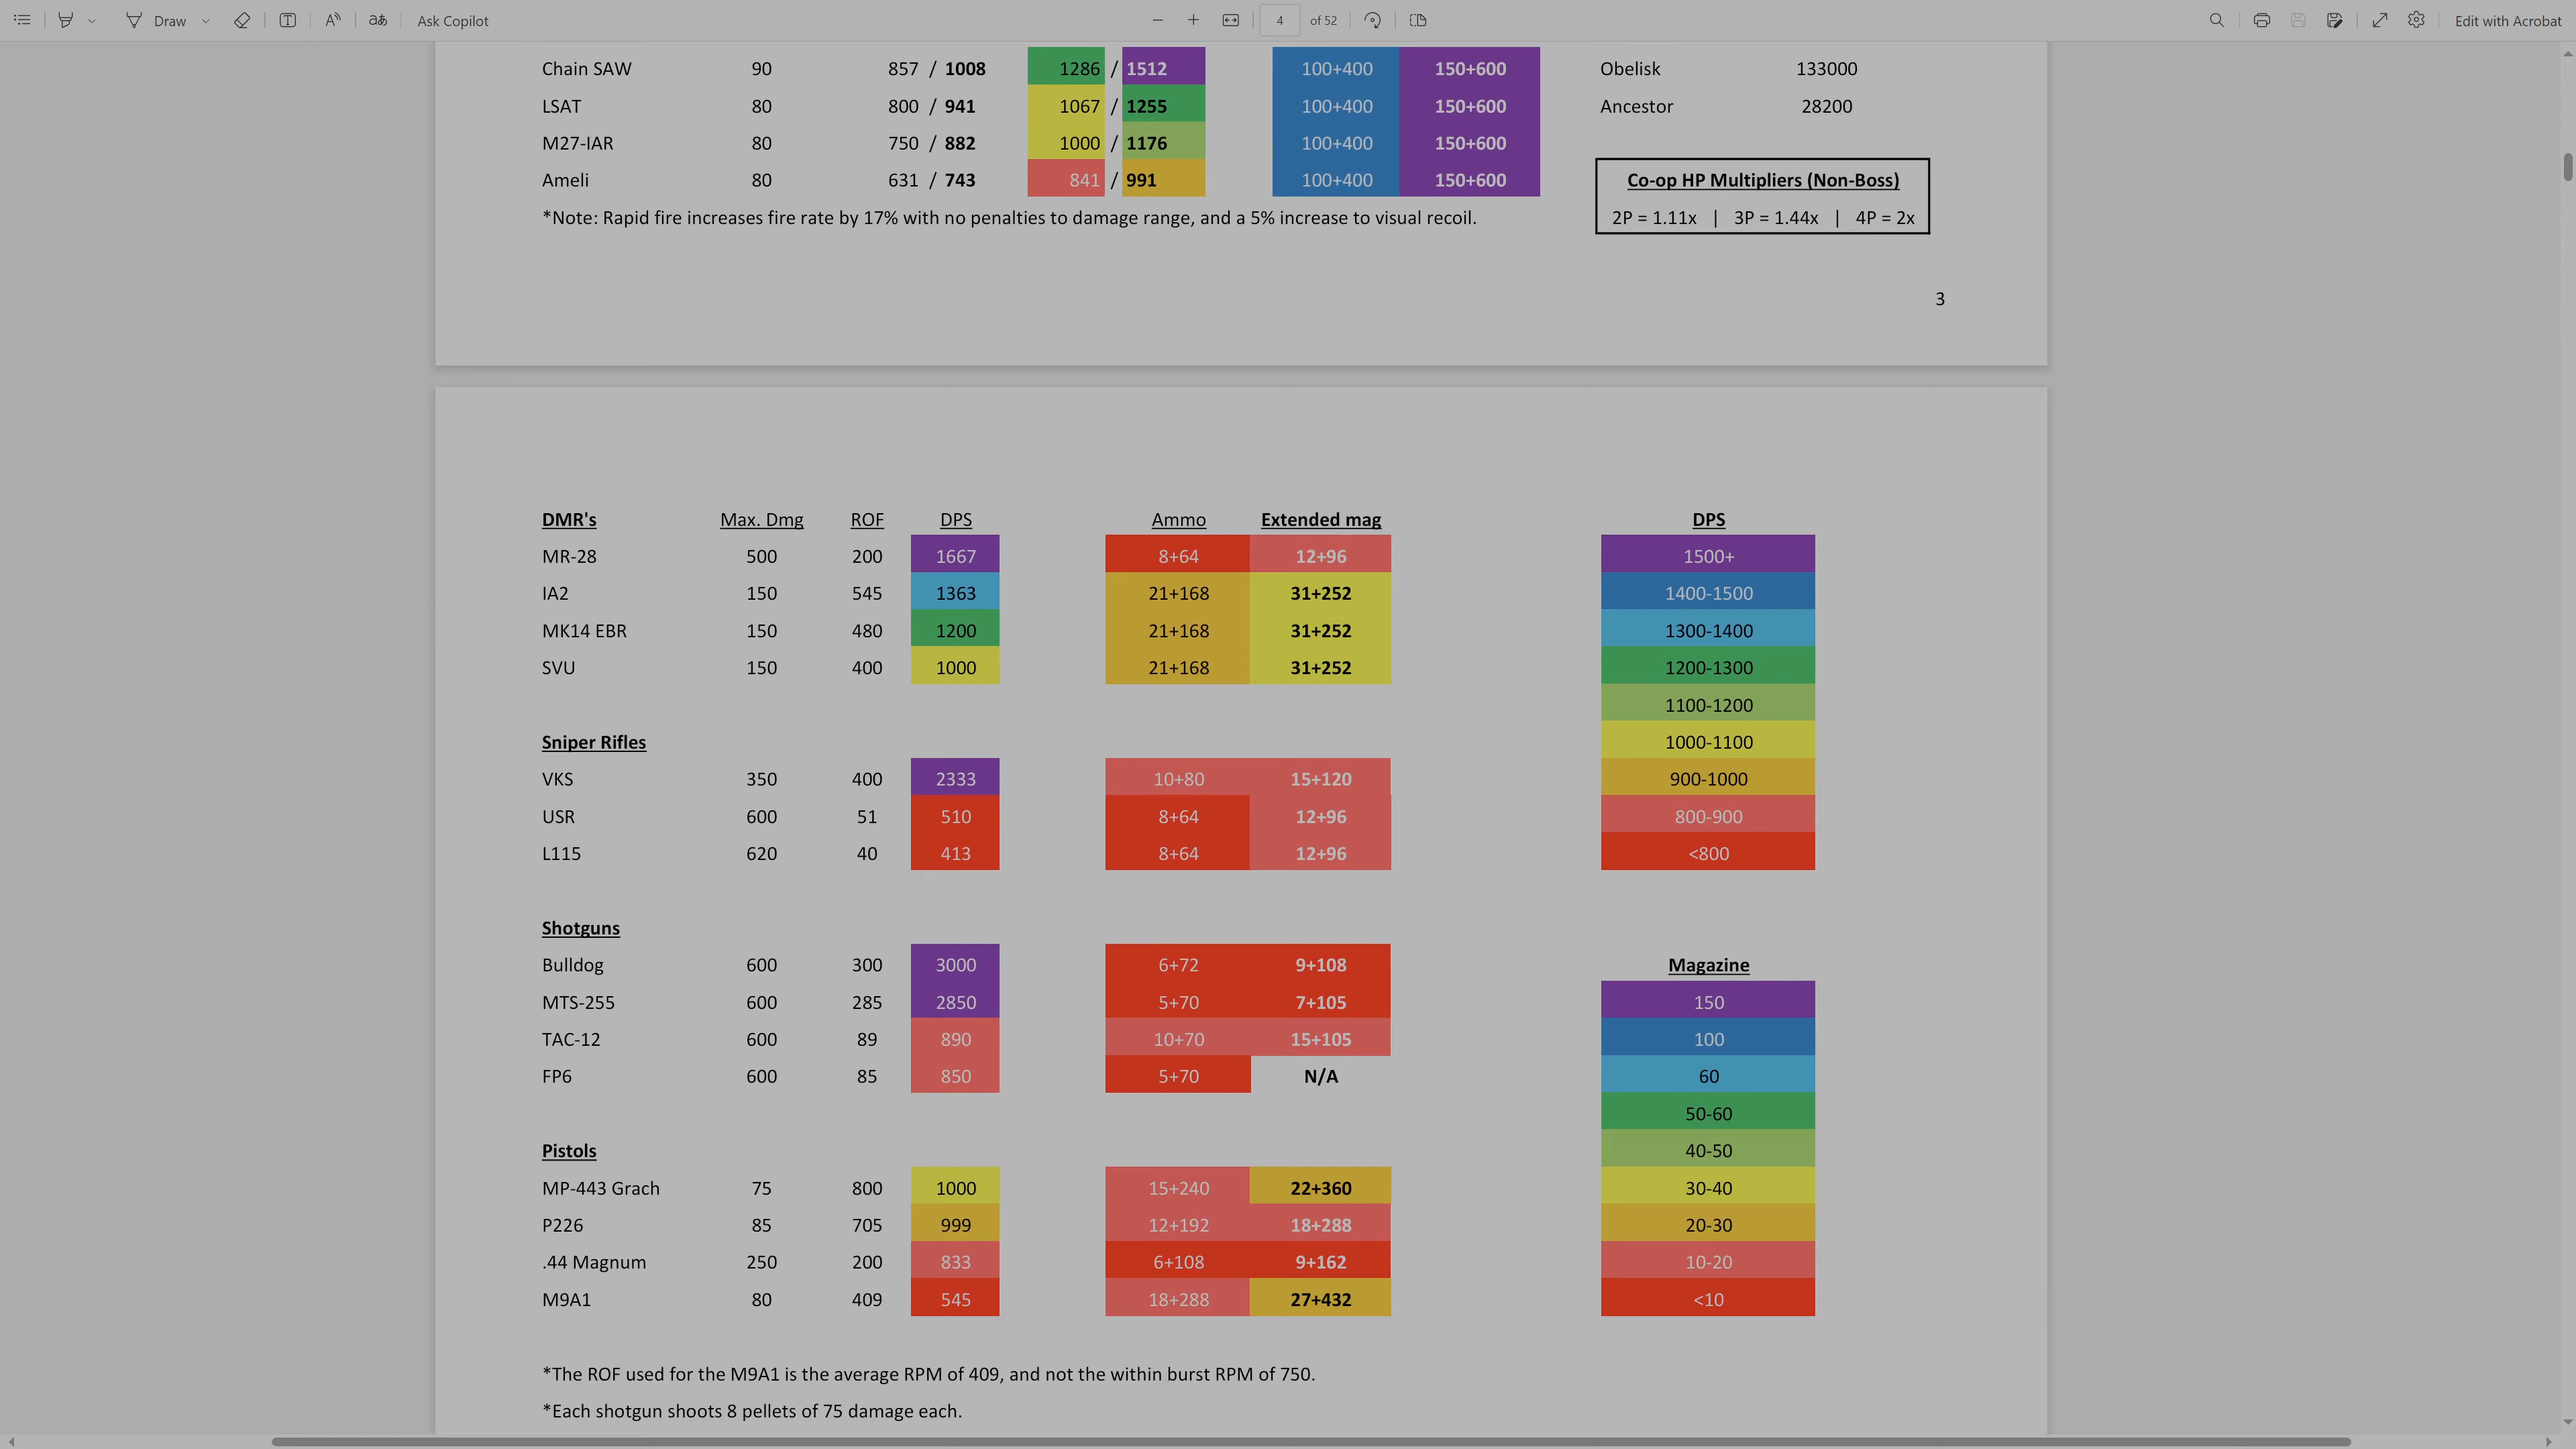 Draw Ask Copilot 4 of 52 Edit with Acrobat
Chain SAW 90 857 / 1008 1286 / 1512 100+400 150+600 Obelisk 133000
LSAT 80 800 / 941 1067 / 1255 100+400 150+600 Ancestor 28200
M27-IAR 80 750 / 882 1000 / 1176 100+400 150+600
Ameli 80 631 / 743 841 / 991 100+400 150+600 Co-op HP Multipliers (Non-Boss)
*Note: Rapid fire increases fire rate by 17% with no penalties to damage range, and a 5% increase to visual recoil. 2P = 1.11x | 3P = 1.44x | 4P = 2x
3
DMR's Max. Dmg ROF DPS Ammo Extended mag DPS
MR-28 500 200 1667 8+64 12+96 1500+
IA2 150 545 1363 21+168 31+252 1400-1500
MK14 EBR 150 480 1200 21+168 31+252 1300-1400
SVU 150 400 1000 21+168 31+252 1200-1300
1100-1200
Sniper Rifles 1000-1100
VKS 350 400 2333 10+80 15+120 900-1000
USR 600 51 510 8+64 12+96 800-900
L115 620 40 413 8+64 12+96 <800
Shotguns
Bulldog 600 300 3000 6+72 9+108 Magazine
MTS-255 600 285 2850 5+70 7+105 150
TAC-12 600 89 890 10+70 15+105 100
FP6 600 85 850 5+70 N/A 60
50-60
Pistols 40-50
MP-443 Grach 75 800 1000 15+240 22+360 30-40
P226 85 705 999 12+192 18+288 20-30
.44 Magnum 250 200 833 6+108 9+162 10-20
M9A1 80 409 545 18+288 27+432 <10
*The ROF used for the M9A1 is the average RPM of 409, and not the within burst RPM of 750.
*Each shotgun shoots 8 pellets of 75 damage each.